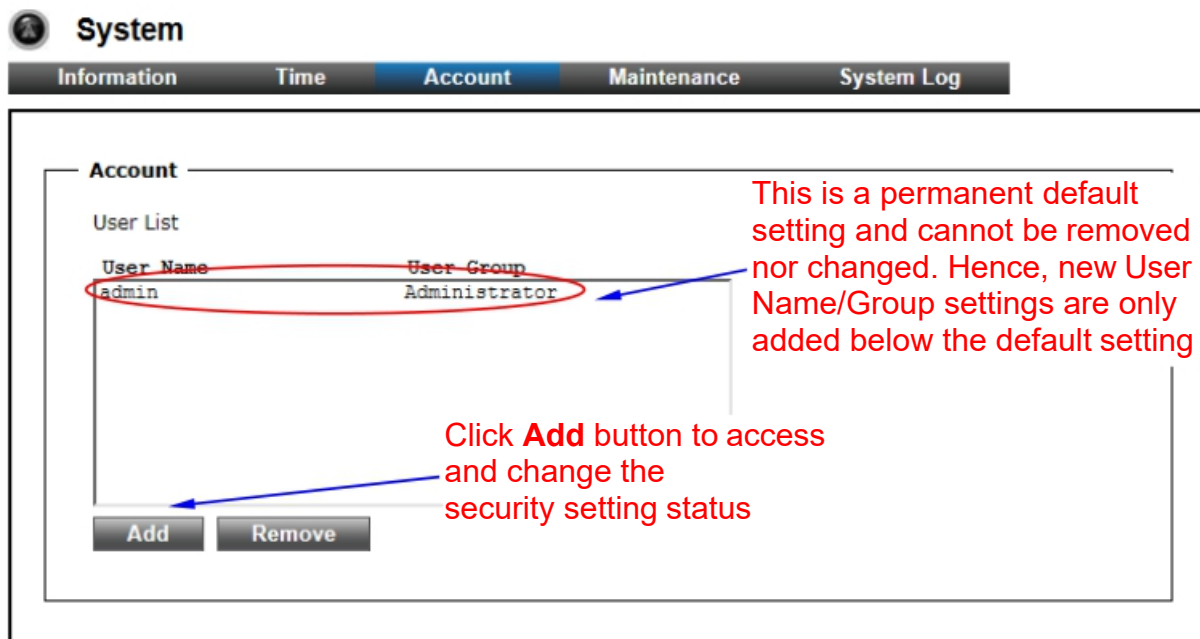 System
Information Time Account Maintenance System Log
Account
This is a permanent default
setting and cannot be removed
nor changed. Hence, new User
Name/Group settings are only
added below the default setting
User List
User Name User Group
admin Administrator
Click Add button to access
and change the
security setting status
Add Remove